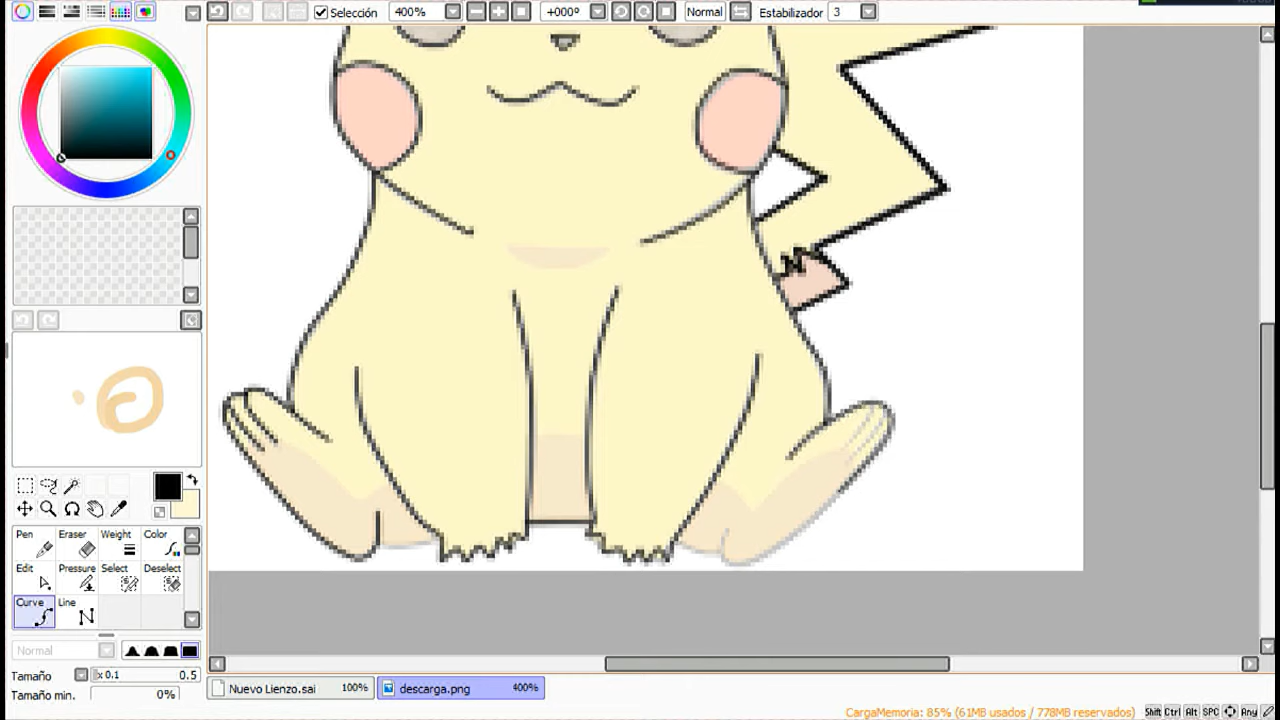 Selección 400% +000º Normal Estabilizador 3
Pen Eraser Weight Color
Edit Pressure Select Deselect
Curve Line
Normal
Tamaño x 0.1 0.5
Tamaño min. 0%
Nuevo Lienzo.sai 100% descarga.png 400%
CargaMemoria: 85% (61MB usados / 778MB reservados) Shift Ctrl Alt SPC Any